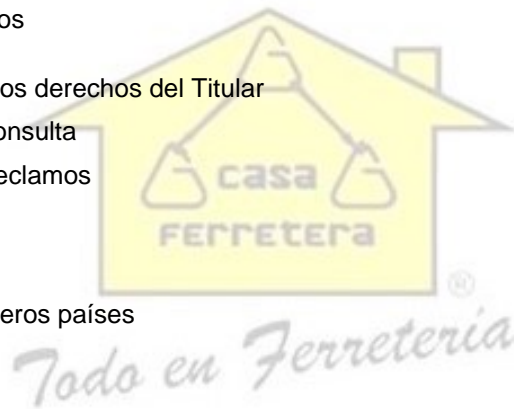 os
os derechos del Titular
onsulta
eclamos
casa
FERRETERA
®
eros países
Todo en Ferretería